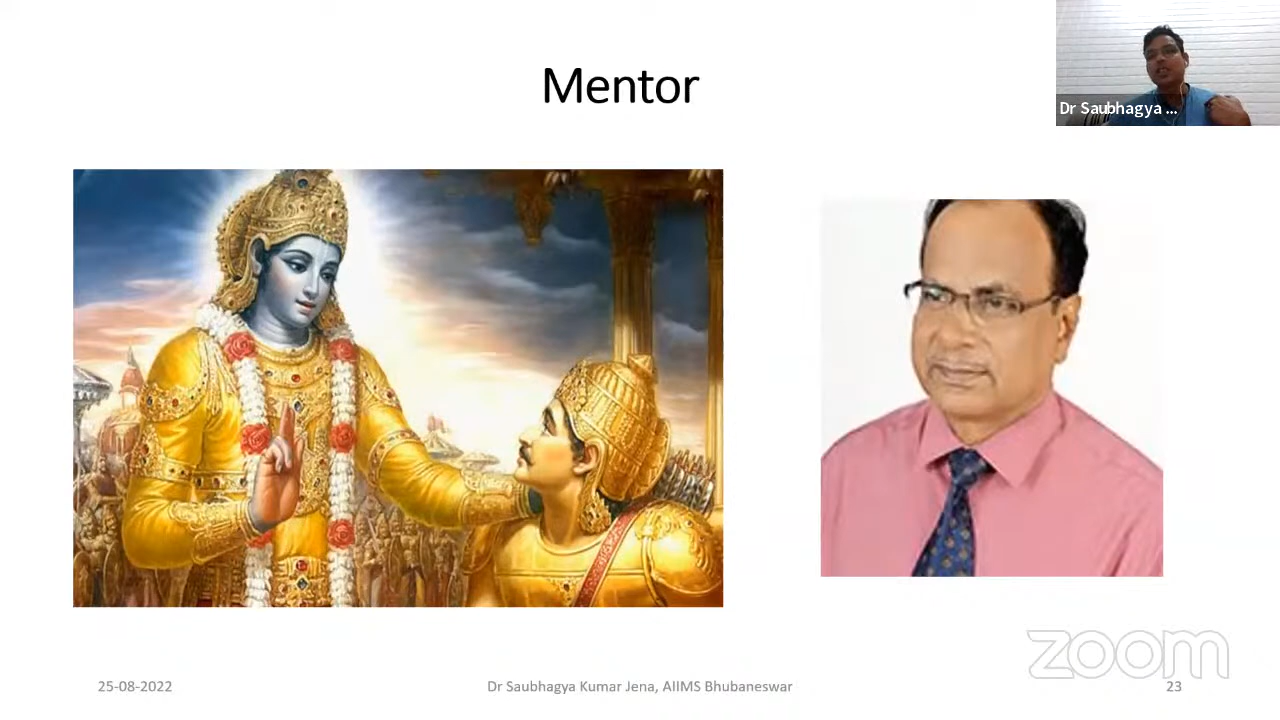 Mentor
Dr Saubhagya ...
zoom
25-08-2022
Dr Saubhagya Kumar Jena, AIIMS Bhubaneswar
23